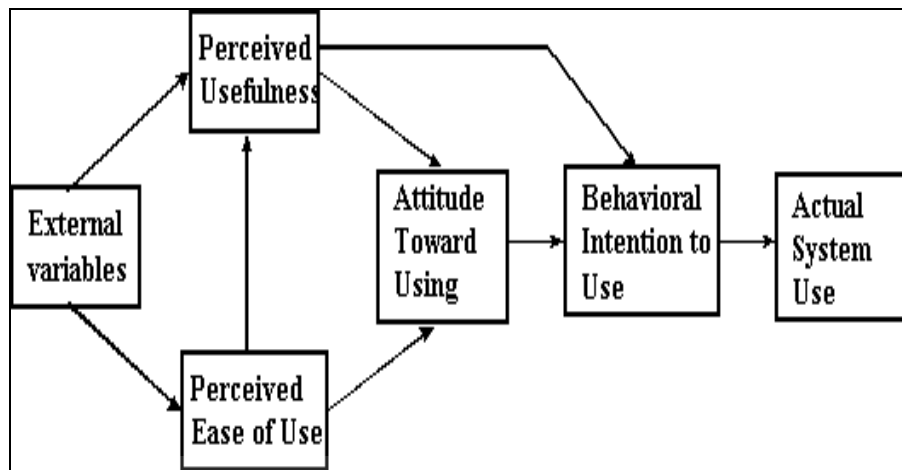 Perceived
Usefulness
External
variables
Perceived
Ease of Use
Attitude
Toward
Using
Behavioral
Intention to
Use
Actual
System
Use